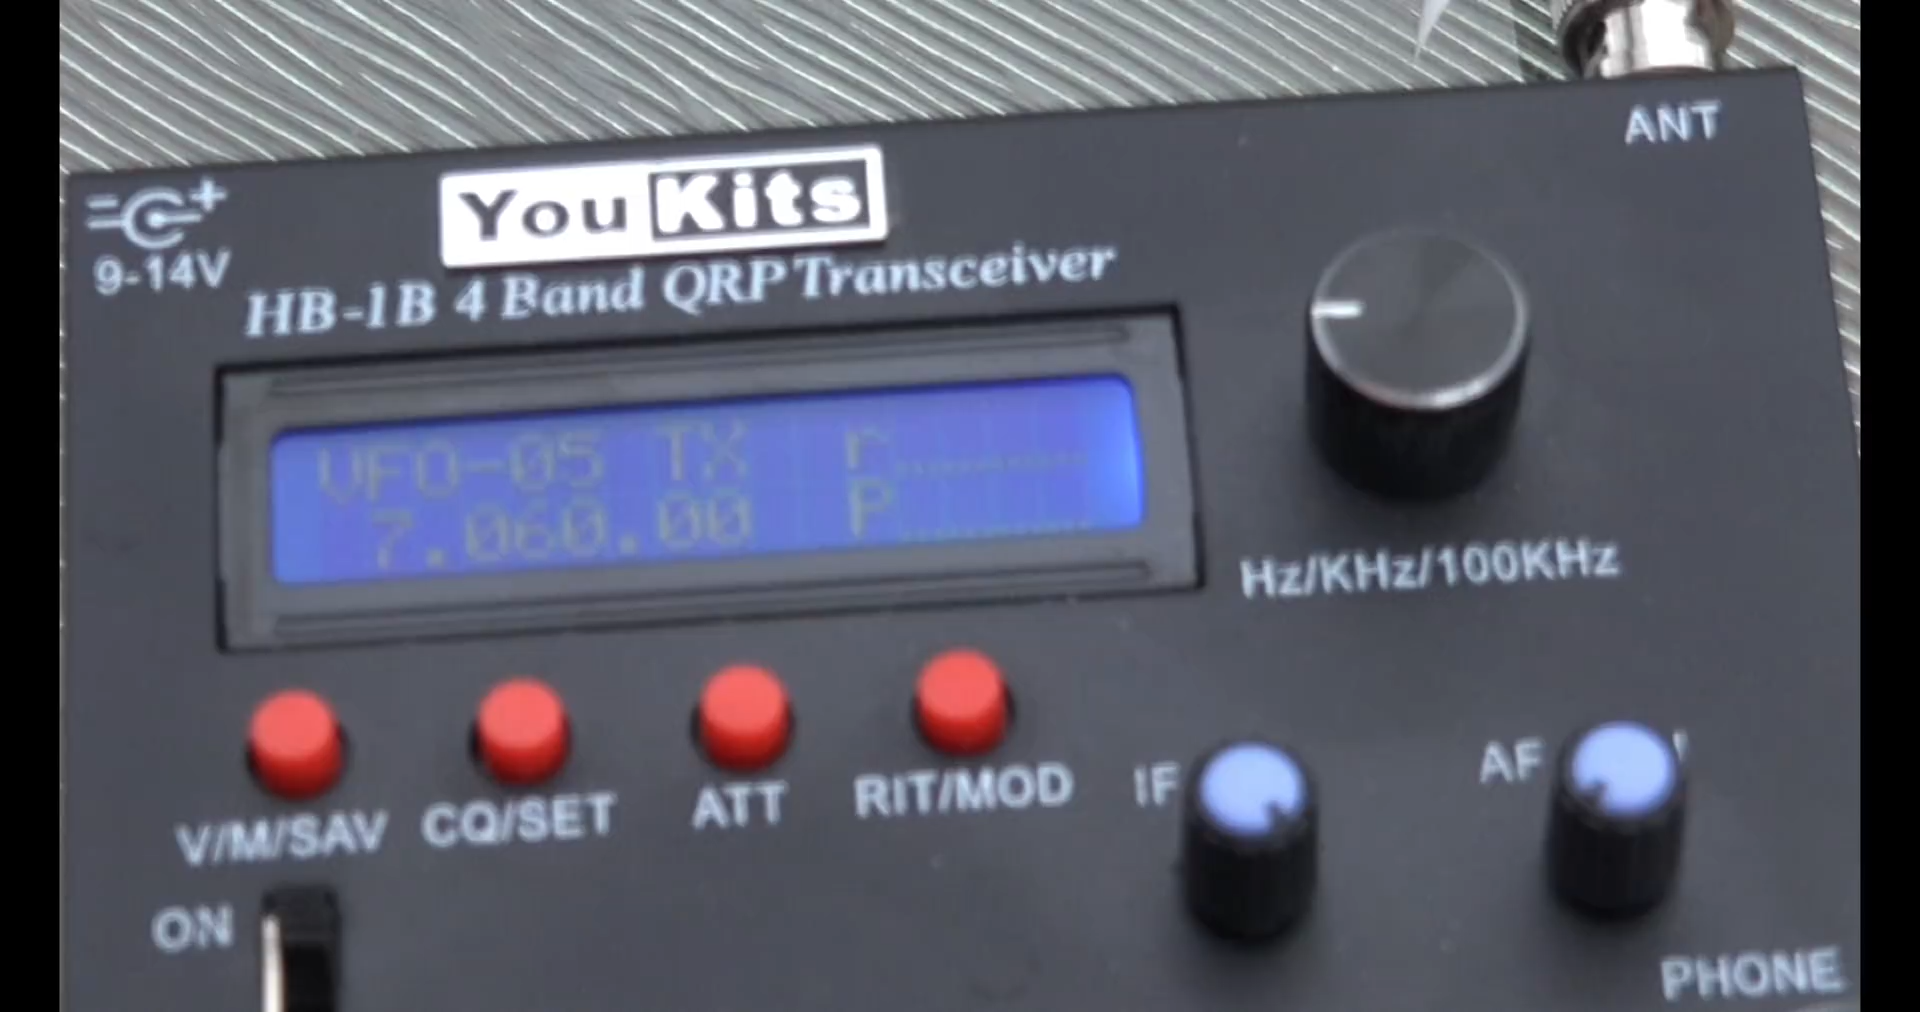 ANT
YouKits
9-14V
HB-1B 4 Band QRP Transceiver
VFO-05 TX r
7.060.00 P
Hz/KHz/100KHz
V/M/SAV CQ/SET ATT RIT/MOD IF AF
ON
PHONE